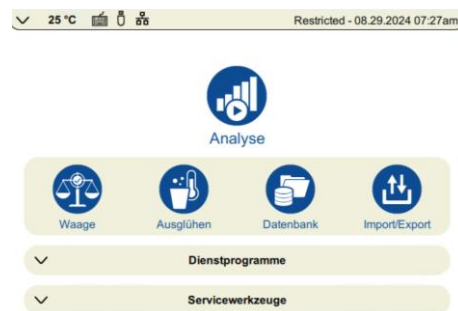 25 °C Restricted - 08.29.2024 07:27am
Analyse
Waage Ausglühen Datenbank Import/Export
Dienstprogramme
Servicewerkzeuge